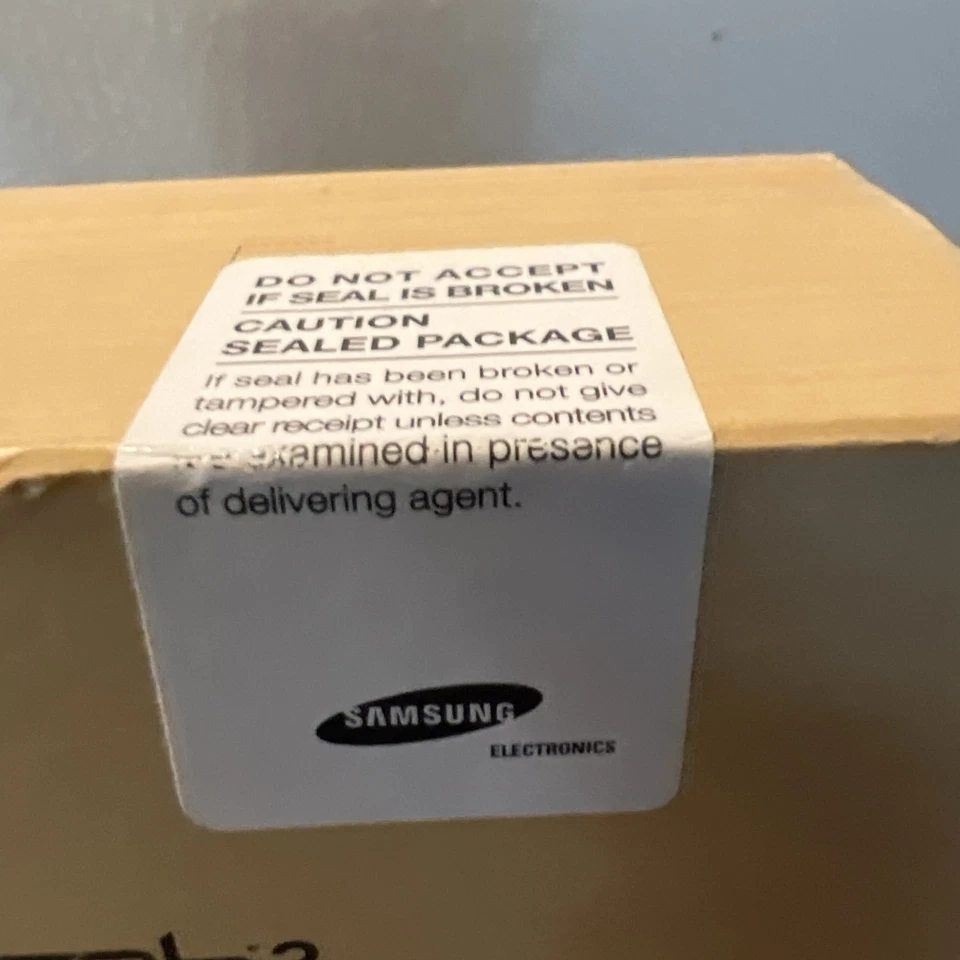 DO NOT ACCEPT
IF SEAL IS BROKEN
CAUTION
SEALED PACKAGE
If seal has been broken or
tampered with, do not give
clear receipt unless contents
examined in presance
of delivering agent.
SAMSUNG
ELECTRONICS